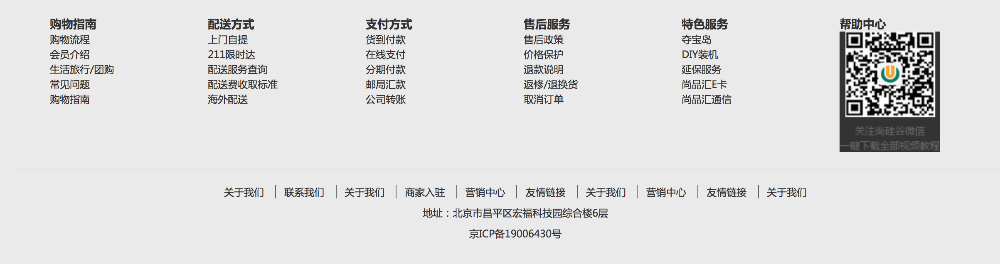 购物指南
购物流程
会员介绍
生活旅行/团购
常见问题
购物指南
配送方式
上门自提
211限时达
配送服务查询
配送费收取标准
海外配送
支付方式
货到付款
在线支付
分期付款
邮局汇款
公司转账
售后服务
售后政策
价格保护
退款说明
返修/退换货
取消订单
特色服务
夺宝岛
DIY装机
延保服务
尚品汇E卡
尚品汇通信
帮助中心
关注尚硅谷微信
一键下载全部视频教程
关于我们 联系我们 关于我们 商家入驻 营销中心 友情链接 关于我们 营销中心 友情链接 关于我们
地址：北京市昌平区宏福科技园综合楼6层
京ICP备19006430号